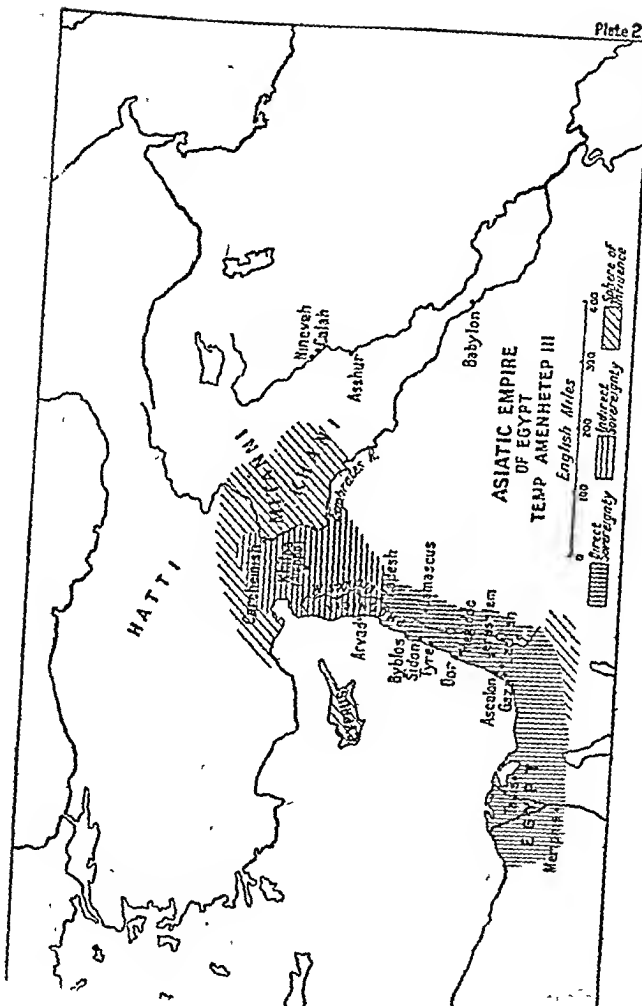 Plate 2
HATTI
MITANNI
CHANI
Nineveh
Calah
Asshur
Babylon
Euphrates R.
Carchemish
CYPRUS
Arvad
Kadesh
Byblos
Sidon
Tyre
Damascus
Dor
Megiddo
Jerusalem
Ascalon
Gaza
Lachish
EGYPT
Memphis
ASIATIC EMPIRE
OF EGYPT
TEMP AMENHETEP III
English Miles
0 100 200 300 400
Direct
sovereignty
Indirect
sovereignty
Sphere of
influence